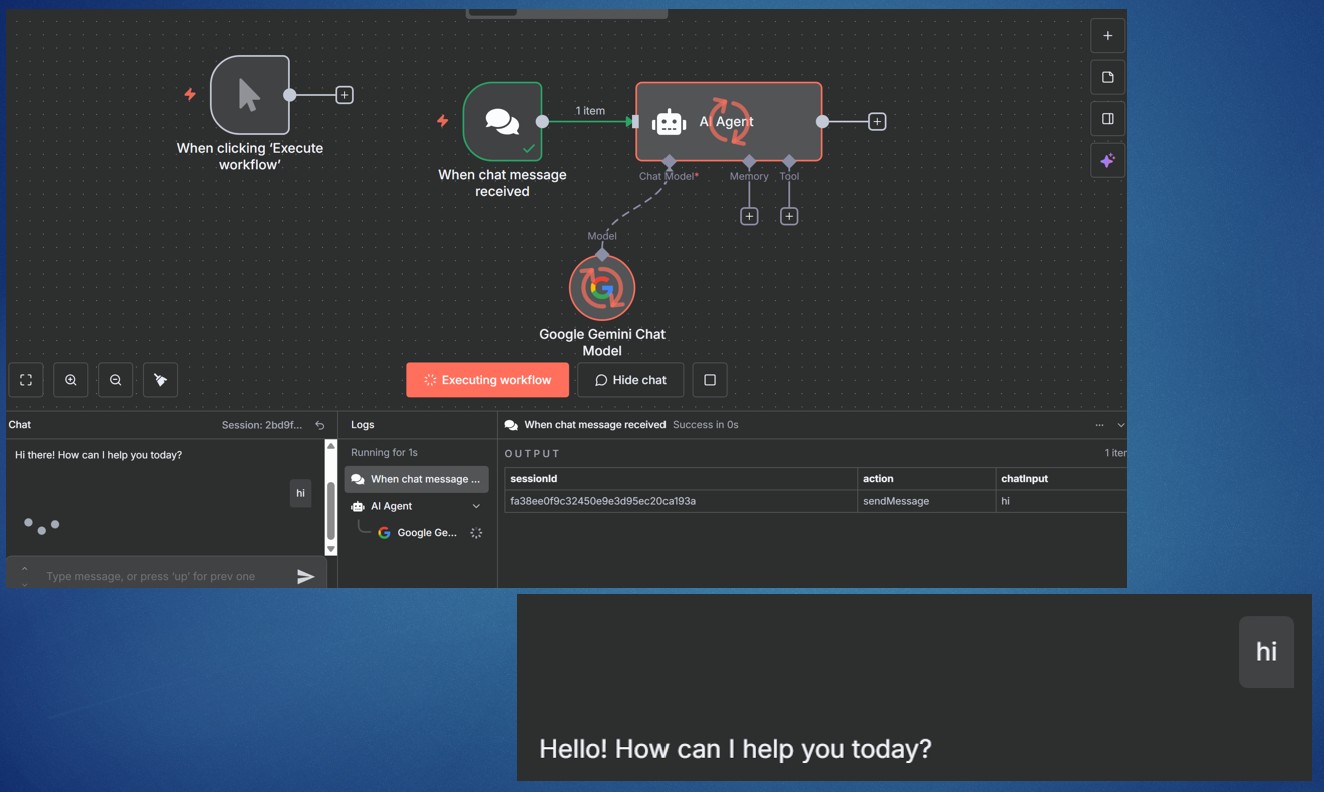 When clicking ‘Execute
workflow’
When chat message
received
1 item
AI Agent
Chat Model*
Memory
Tool
Model
Google Gemini Chat
Model
Executing workflow
Hide chat
Chat
Session: 2bd9f...
Logs
When chat message received
Success in 0s
Hi there! How can I help you today?
hi
Type message, or press ‘up’ for prev one
Running for 1s
When chat message ...
AI Agent
Google Ge...
OUTPUT
1 iter
sessionId
action
chatInput
fa38ee0f9c32450e9e3d95ec20ca193a
sendMessage
hi
hi
Hello! How can I help you today?